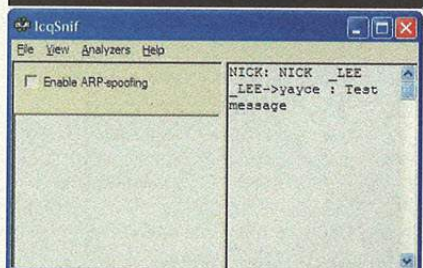 IcqSnif
File View Analyzers Help
Enable ARP-spoofing
NICK: NICK _LEE
_LEE->yayce : Test
message